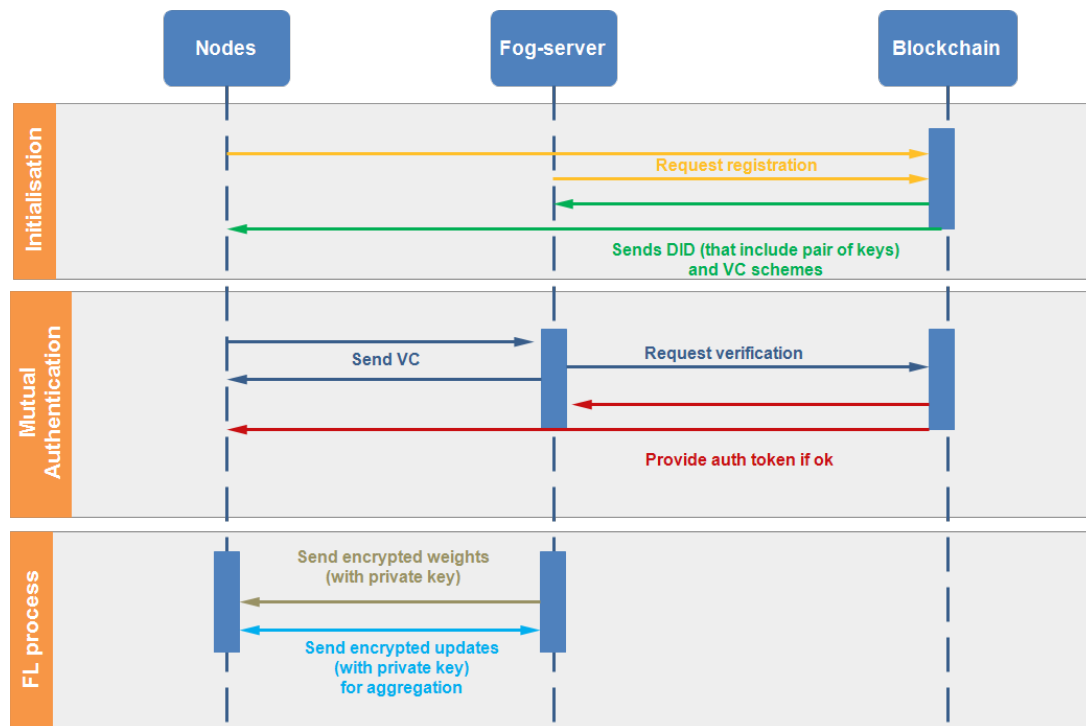 Nodes
Fog-server
Blockchain
Initialisation
Request registration
Sends DID (that include pair of keys)
and VC schemes
Mutual
Authentication
Send VC
Request verification
Provide auth token if ok
FL process
Send encrypted weights
(with private key)
Send encrypted updates
(with private key)
for aggregation